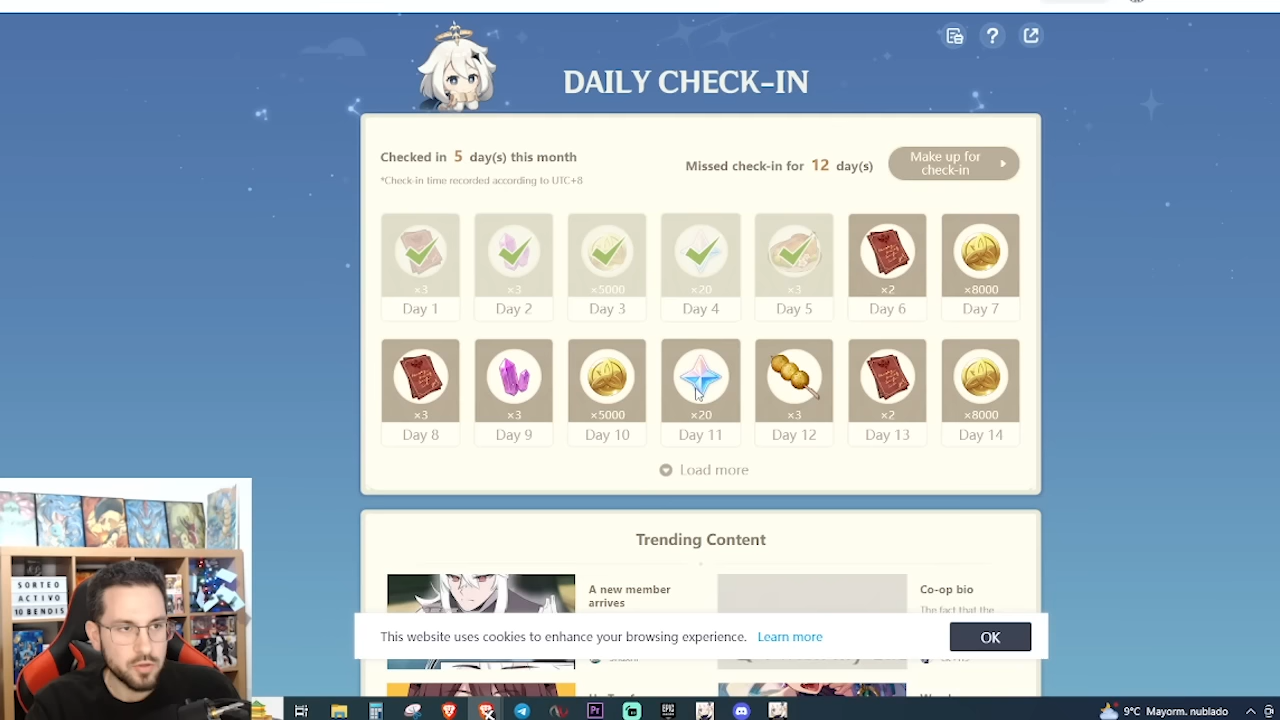 DAILY CHECK-IN
Checked in 5 day(s) this month
*Check-in time recorded according to UTC+8
Missed check-in for 12 day(s)
Make up for
check-in
×3
×3
×5000
×20
×3
×2
×8000
Day 1
Day 2
Day 3
Day 4
Day 5
Day 6
Day 7
×3
×3
×5000
×20
×3
×2
×8000
Day 8
Day 9
Day 10
Day 11
Day 12
Day 13
Day 14
Load more
Trending Content
A new member
arrives
Co-op bio
The fact that the
This website uses cookies to enhance your browsing experience. Learn more
OK
SORTEO
ACTIVO
10 BENDIS
Pr
EPIC
9°C Mayorm. nublado